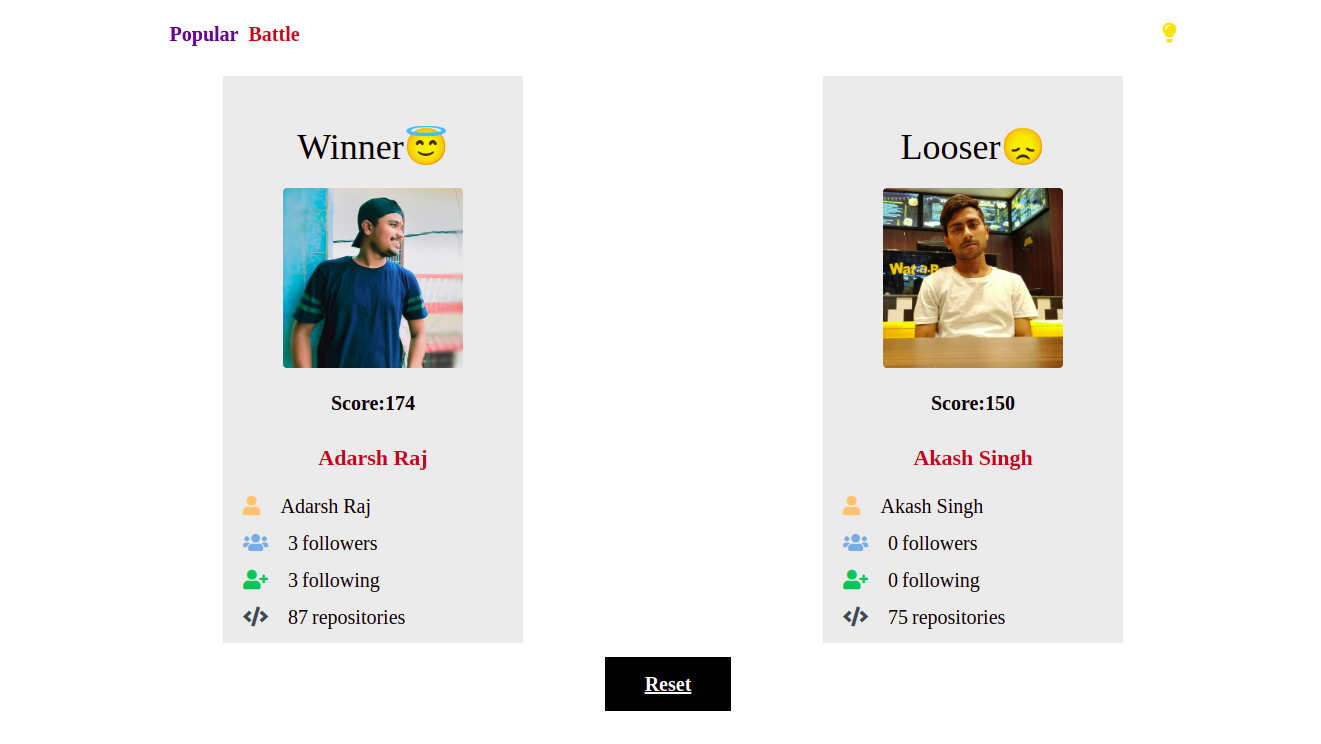 Popular Battle
Winner😇
Score:174
Adarsh Raj
Adarsh Raj
3 followers
3 following
87 repositories
Looser😞
Score:150
Akash Singh
Akash Singh
0 followers
0 following
75 repositories
Reset